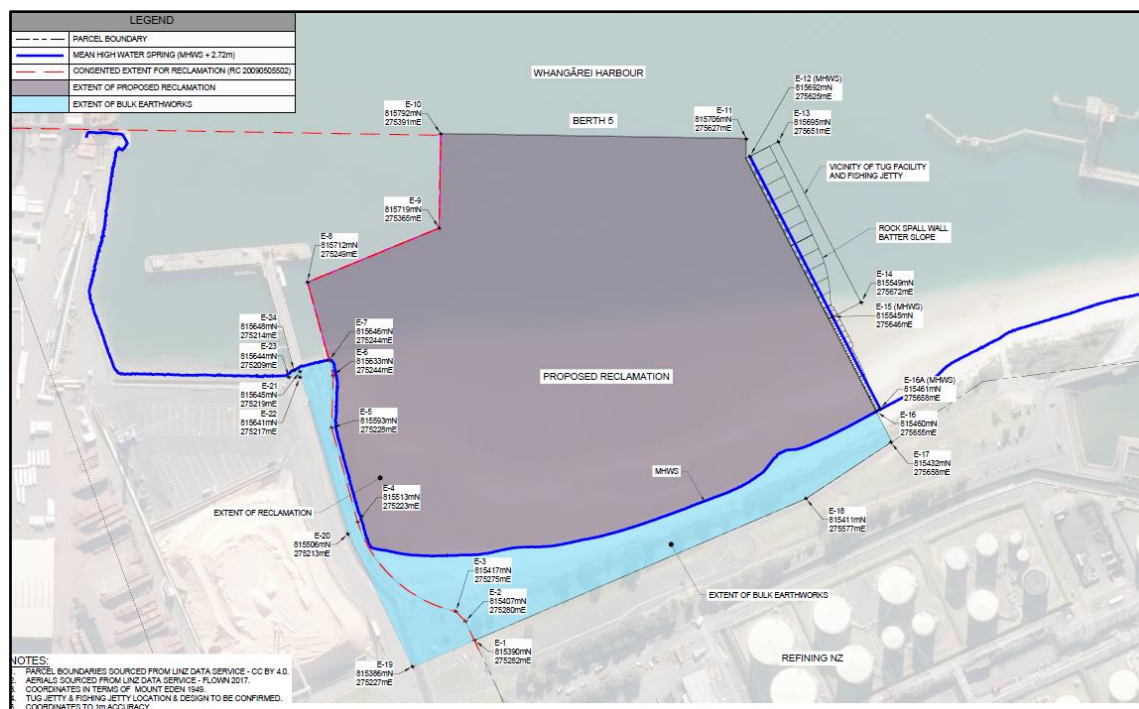 LEGEND
PARCEL BOUNDARY
MEAN HIGH WATER SPRING (MHWS + 2.72m)
CONSENTED EXTENT FOR RECLAMATION (RC 20090505502)
EXTENT OF PROPOSED RECLAMATION
EXTENT OF BULK EARTHWORKS
WHANGĀREI HARBOUR
E-10
815792mN
275391mE
BERTH 5
E-11
815706mN
275627mE
E-12 (MHWS)
815692mN
275625mE
E-13
815695mN
275651mE
VICINITY OF TUG FACILITY
AND FISHING JETTY
ROCK SPALL WALL
BATTER SLOPE
E-9
815719mN
275365mE
E-8
815712mN
275249mE
E-14
815549mN
275672mE
E-15 (MHWS)
815545mN
275646mE
E-24
815648mN
275214mE
E-23
815644mN
275209mE
E-21
815645mN
275219mE
E-22
815641mN
275217mE
E-7
815646mN
275244mE
E-6
815633mN
275244mE
PROPOSED RECLAMATION
E-16A (MHWS)
815461mN
275658mE
E-16
815460mN
275655mE
E-17
815432mN
275658mE
E-5
815593mN
275228mE
MHWS
E-4
815513mN
275223mE
EXTENT OF RECLAMATION
E-18
815411mN
275577mE
E-20
815506mN
275213mE
E-3
815417mN
275275mE
E-2
815407mN
275280mE
EXTENT OF BULK EARTHWORKS
E-1
815390mN
275282mE
E-19
815386mN
275227mE
REFINING NZ
NOTES:
PARCEL BOUNDARIES SOURCED FROM LINZ DATA SERVICE - CC BY 4.0.
2. AERIALS SOURCED FROM LINZ DATA SERVICE - FLOWN 2017.
COORDINATES IN TERMS OF MOUNT EDEN 1949.
TUG JETTY & FISHING JETTY LOCATION & DESIGN TO BE CONFIRMED.
COORDINATES TO 1m ACCURACY